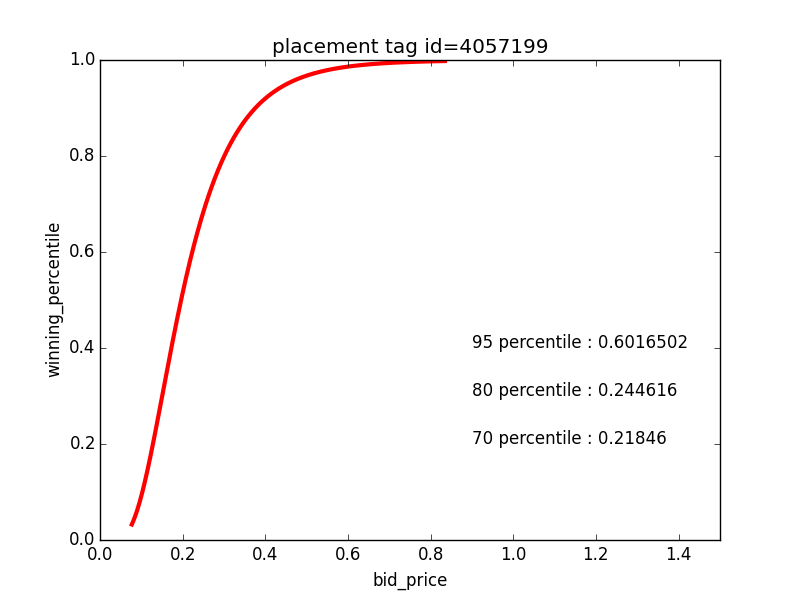 placement tag id=4057199
1.0
0.8
0.6
0.4
0.2
0.0
winning_percentile
95 percentile : 0.6016502
80 percentile : 0.244616
70 percentile : 0.21846
0.0 0.2 0.4 0.6 0.8 1.0 1.2 1.4
bid_price